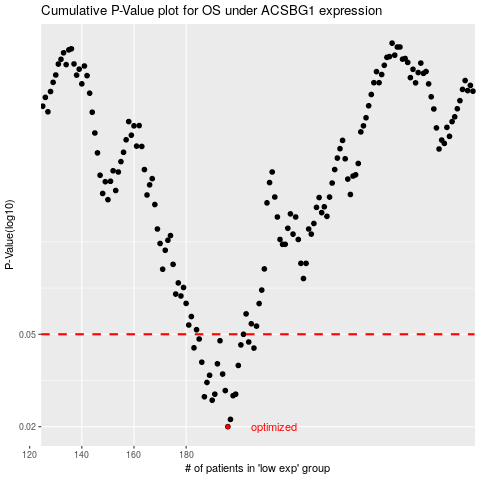 Cumulative P-Value plot for OS under ACSBG1 expression
P-Value(log10)
0.05
0.02
optimized
120 140 160 180
# of patients in 'low exp' group